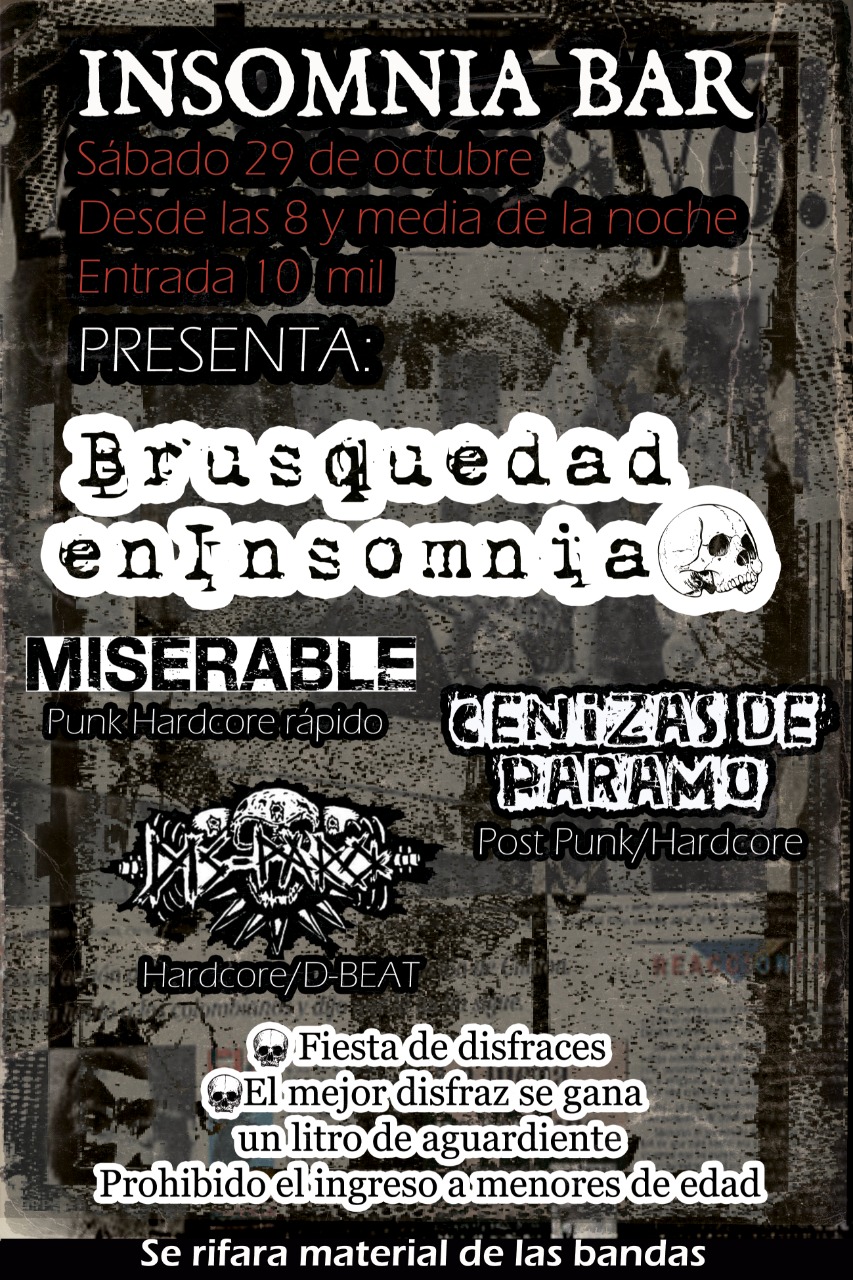 INSOMNIA BAR
Sábado 29 de octubre
Desde las 8 y media de la noche
Entrada 10 mil
PRESENTA:
Brusquedad
enInsomnia
MISERABLE
Punk Hardcore rápido
CENIZAS DE
PARAMO
Post Punk/Hardcore
Hardcore/D-BEAT
REACCION
Fiesta de disfraces
El mejor disfraz se gana
un litro de aguardiente
Prohibido el ingreso a menores de edad
Se rifara material de las bandas